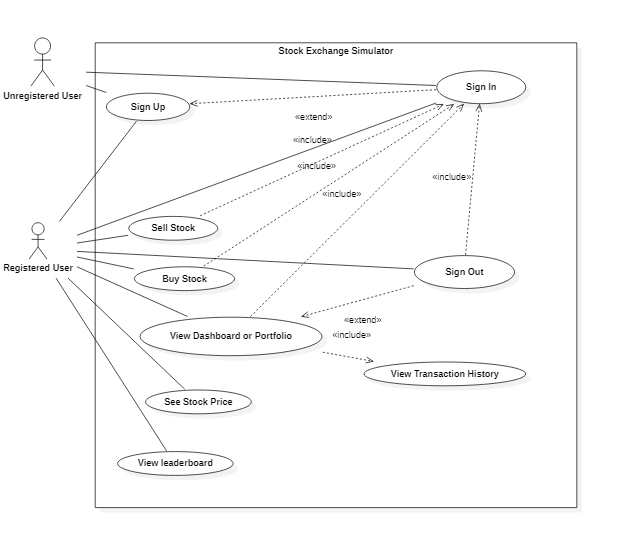 Stock Exchange Simulator
Unregistered User
Sign In
Sign Up
«extend»
«include»
«include»
«include»
«include»
Sell Stock
Registered User
Buy Stock
Sign Out
«extend»
View Dashboard or Portfolio
«include»
View Transaction History
See Stock Price
View leaderboard